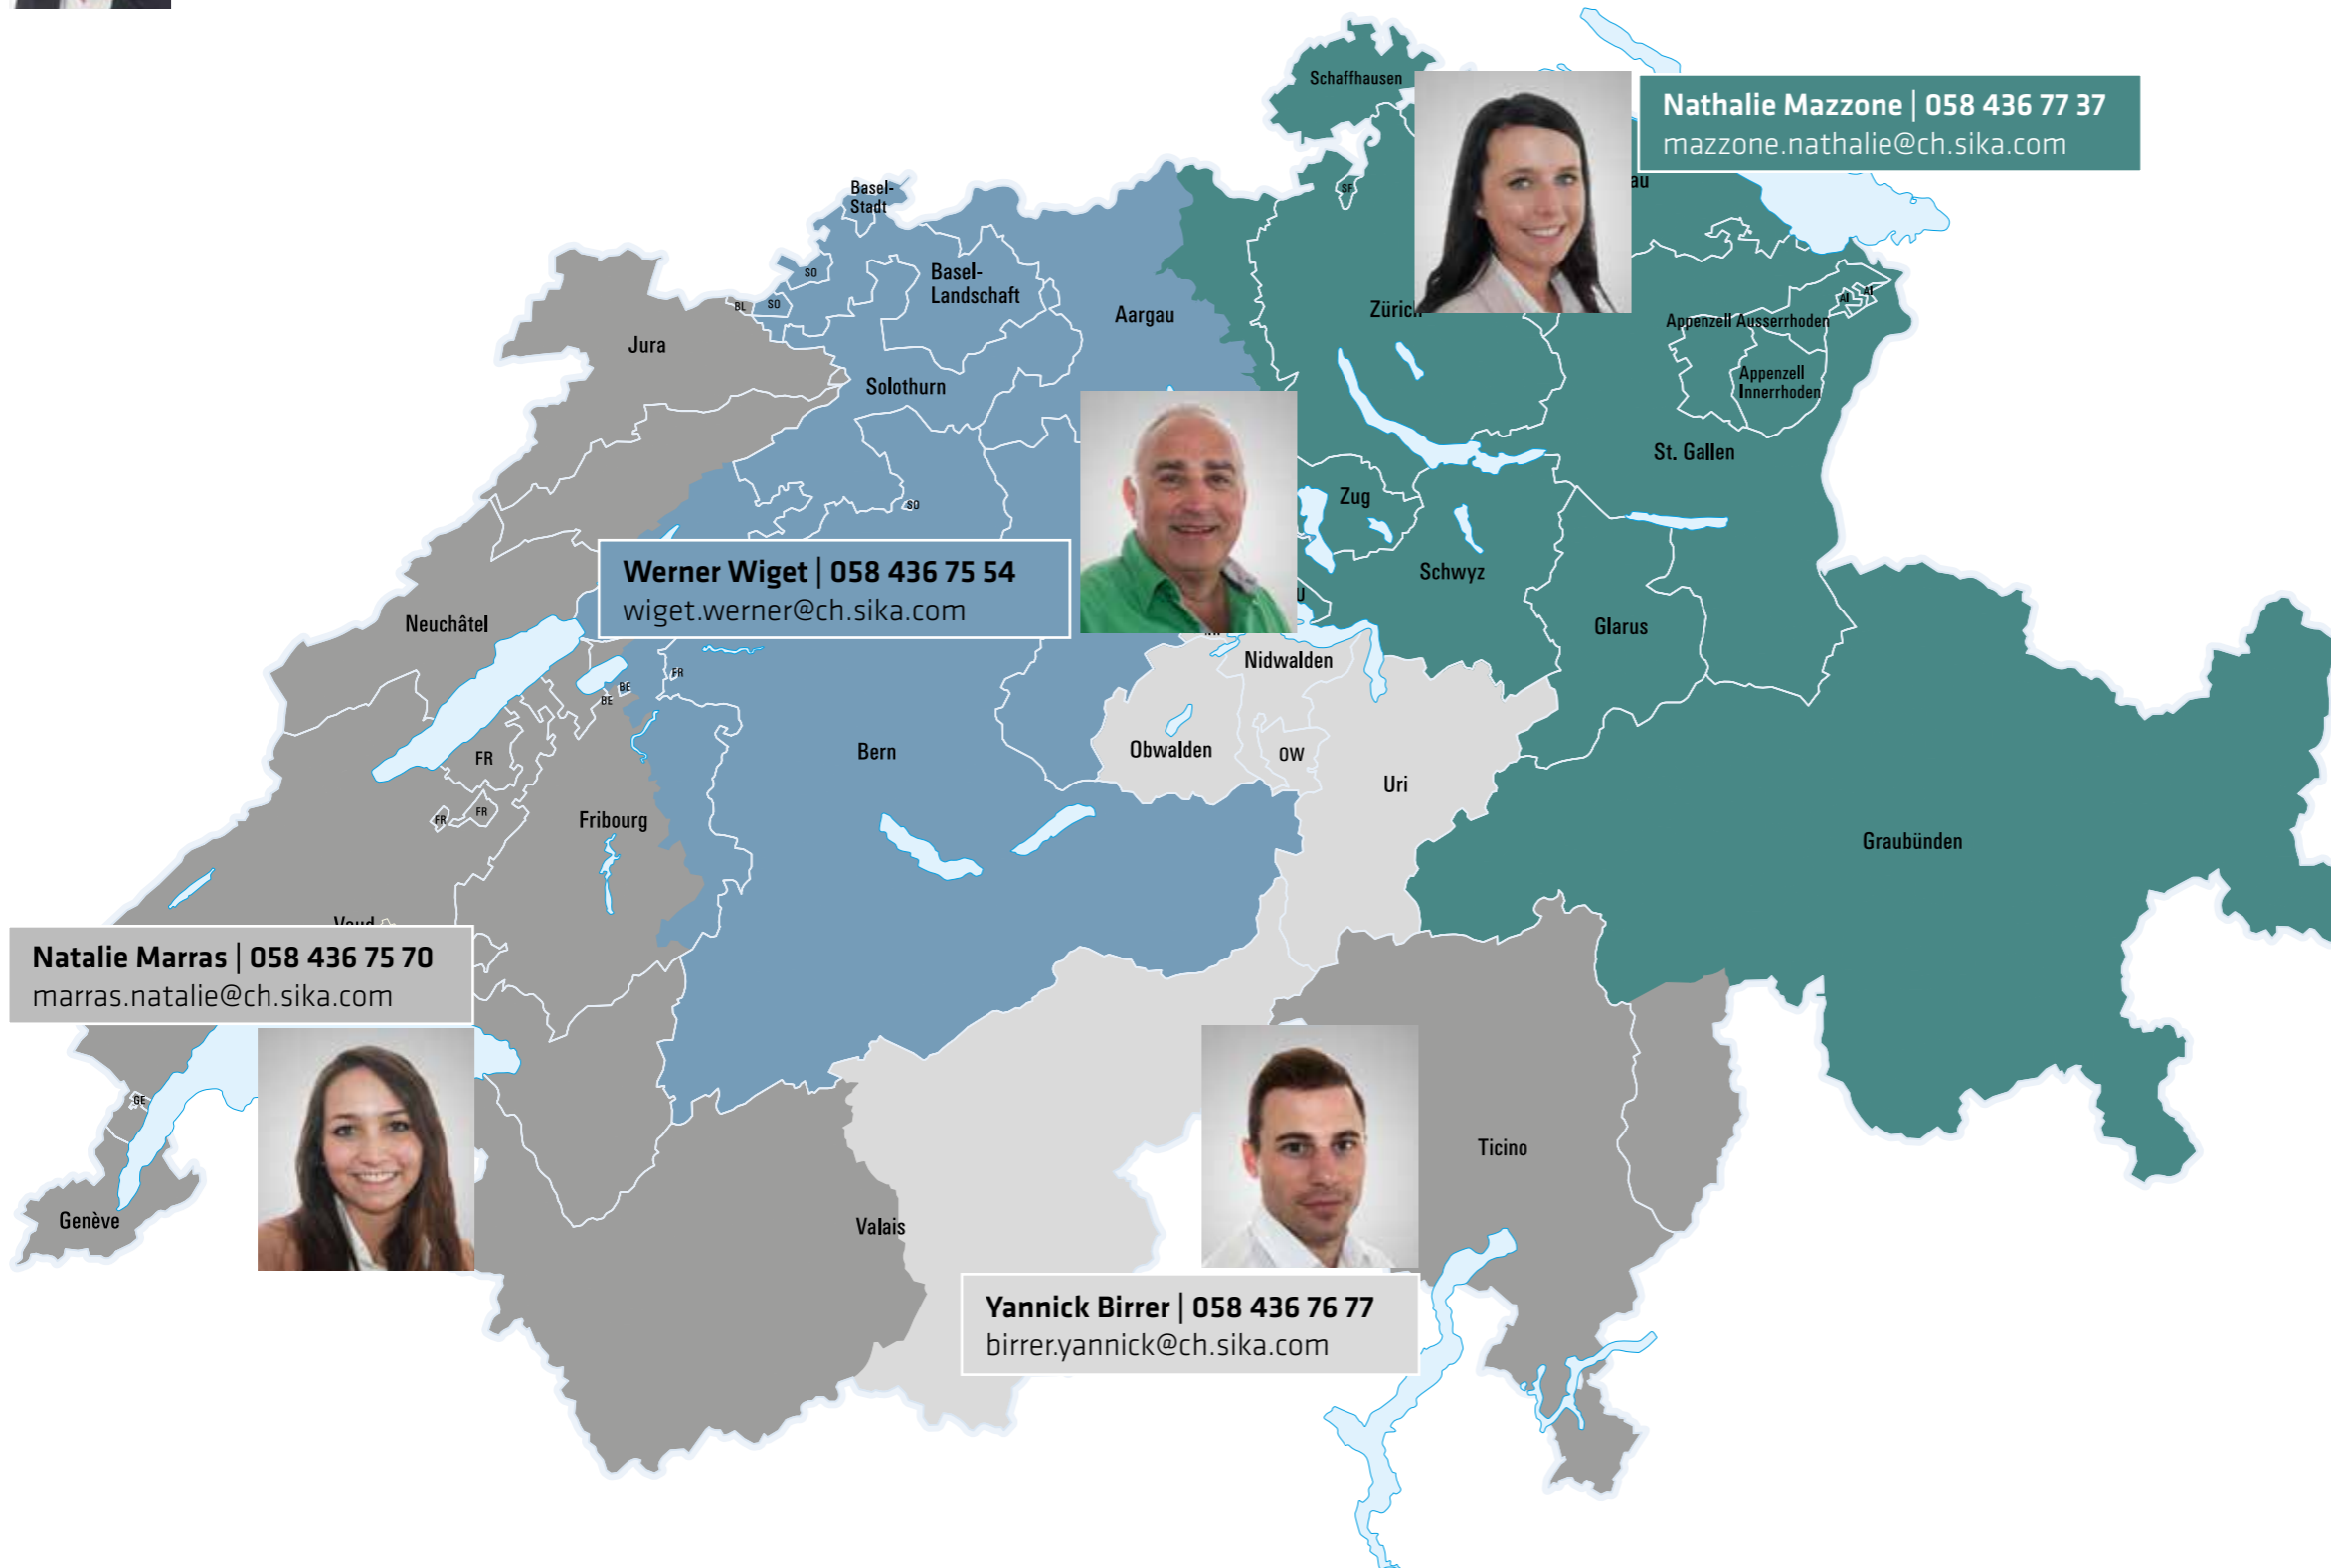 Schaffhausen
Nathalie Mazzone | 058 436 77 37
mazzone.nathalie@ch.sika.com
au
SF
Basel-
Stadt
SO
SO
BL
Basel-
Landschaft
Aargau
Zürich
AI
AI
Appenzell Ausserrhoden
Appenzell
Innerrhoden
Jura
Solothurn
St. Gallen
Zug
SO
Werner Wiget | 058 436 75 54
wiget.werner@ch.sika.com
Schwyz
U
Neuchâtel
Glarus
Nidwalden
FR
BE
BE
FR
Bern
Obwalden
OW
Uri
FR
FR
Fribourg
Graubünden
Vaud
Natalie Marras | 058 436 75 70
marras.natalie@ch.sika.com
GE
Genève
Ticino
Valais
Yannick Birrer | 058 436 76 77
birrer.yannick@ch.sika.com